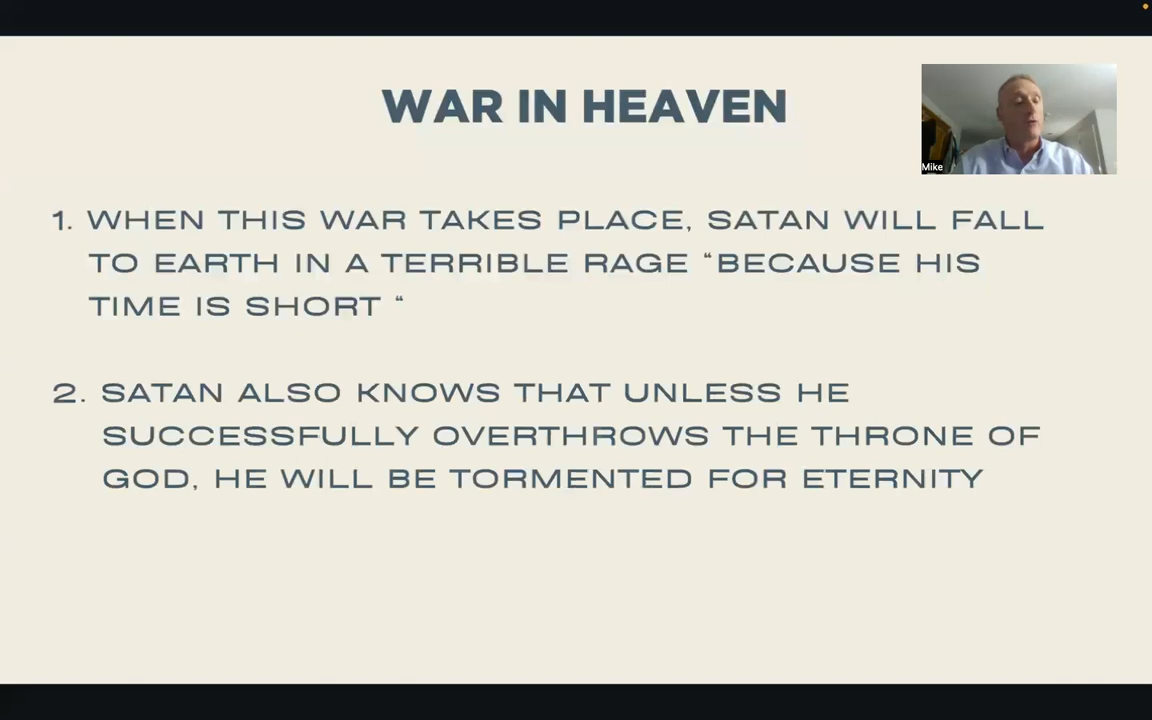 WAR IN HEAVEN
Mike
1. WHEN THIS WAR TAKES PLACE, SATAN WILL FALL
TO EARTH IN A TERRIBLE RAGE “BECAUSE HIS
TIME IS SHORT “
2. SATAN ALSO KNOWS THAT UNLESS HE
SUCCESSFULLY OVERTHROWS THE THRONE OF
GOD, HE WILL BE TORMENTED FOR ETERNITY